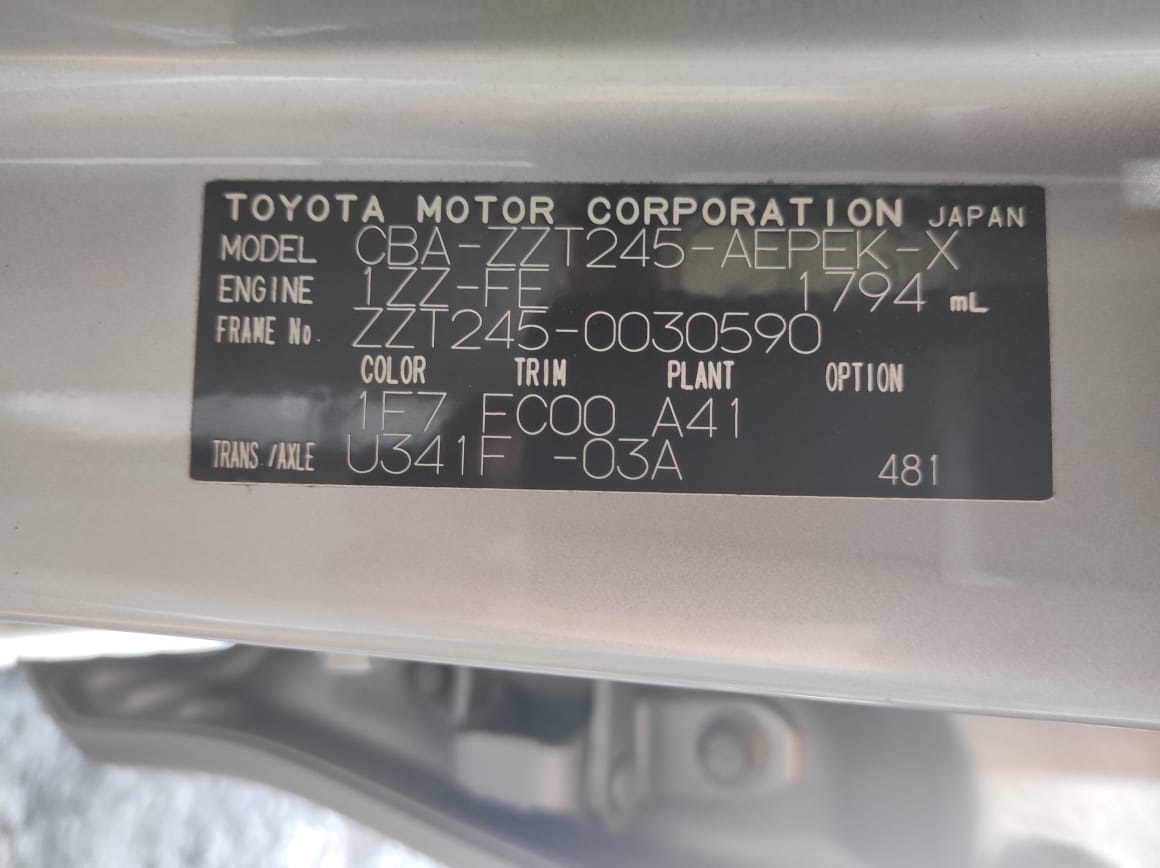 TOYOTA MOTOR CORPORATION JAPAN
MODEL CBA-ZZT245-AEPEK-X
ENGINE 1ZZ-FE 1794 mL
FRAME No. ZZT245-0030590
COLOR TRIM PLANT OPTION
1F7 FC00 A41
TRANS/AXLE U341F -03A 481